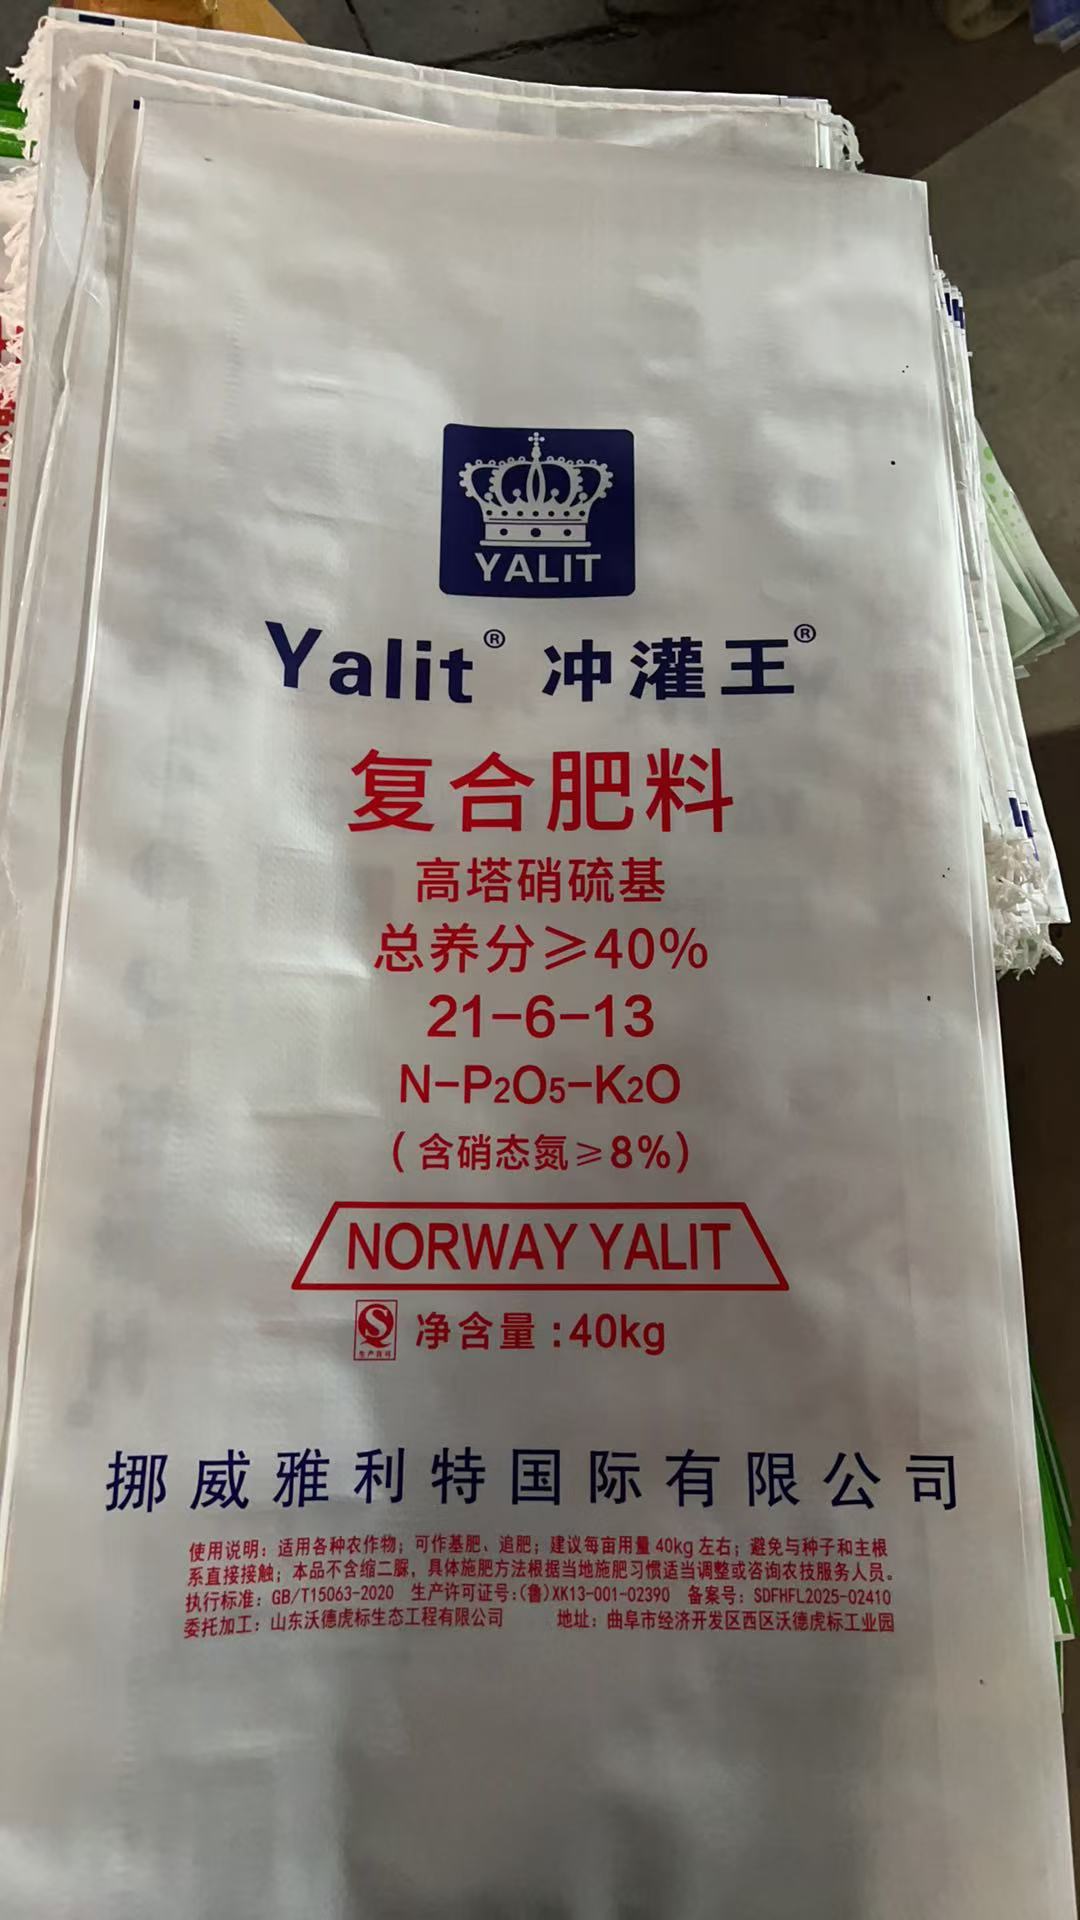 YALIT
Yalit® 冲灌王®
复合肥料
高塔硝硫基
总养分≥40%
21-6-13
N-P₂O₅-K₂O
(含硝态氮≥8%)
NORWAY YALIT
QS 生产许可 净含量:40kg
挪威雅利特国际有限公司
使用说明:适用各种农作物;可作基肥、追肥;建议每亩用量40kg左右;避免与种子和主根
系直接接触;本品不含缩二脲,具体施肥方法根据当地施肥习惯适当调整或咨询农技服务人员。
执行标准:GB/T15063-2020 生产许可证号:(鲁)XK13-001-02390 备案号:SDFHFL2025-02410
委托加工:山东沃德虎标生态工程有限公司 地址:曲阜市经济开发区西区沃德虎标工业园